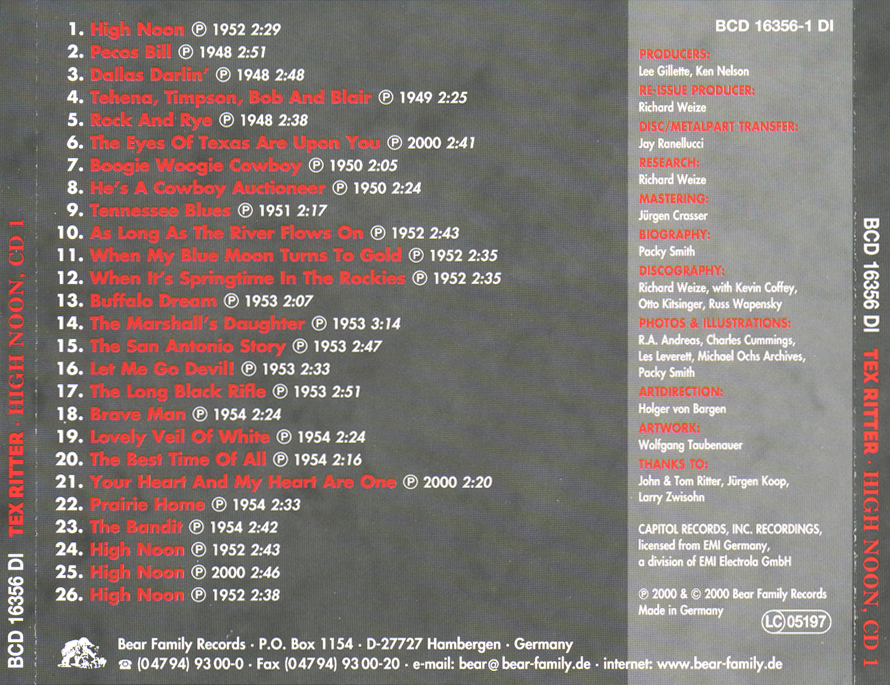 1. High Noon ℗ 1952 2:29
2. Pecos Bill ℗ 1948 2:51
3. Dallas Darlin' ℗ 1948 2:48
4. Tehena, Timpson, Bob And Blair ℗ 1949 2:25
5. Rock And Rye ℗ 1948 2:38
6. The Eyes Of Texas Are Upon You ℗ 2000 2:41
7. Boogie Woogie Cowboy ℗ 1950 2:05
8. He's A Cowboy Auctioneer ℗ 1950 2:24
9. Tennessee Blues ℗ 1951 2:17
10. As Long As The River Flows On ℗ 1952 2:43
11. When My Blue Moon Turns To Gold ℗ 1952 2:35
12. When It's Springtime In The Rockies ℗ 1952 2:35
13. Buffalo Dream ℗ 1953 2:07
14. The Marshall's Daughter ℗ 1953 3:14
15. The San Antonio Story ℗ 1953 2:47
16. Let Me Go Devil! ℗ 1953 2:33
17. The Long Black Rifle ℗ 1953 2:51
18. Brave Man ℗ 1954 2:24
19. Lovely Veil Of White ℗ 1954 2:24
20. The Best Time Of All ℗ 1954 2:16
21. Your Heart And My Heart Are One ℗ 2000 2:20
22. Prairie Home ℗ 1954 2:33
23. The Bandit ℗ 1954 2:42
24. High Noon ℗ 1952 2:43
25. High Noon ℗ 2000 2:46
26. High Noon ℗ 1952 2:38
BCD 16356-1 DI
PRODUCERS:
Lee Gillette, Ken Nelson
RE-ISSUE PRODUCER:
Richard Weize
DISC/METALPART TRANSFER:
Jay Ranellucci
RESEARCH:
Richard Weize
MASTERING:
Jürgen Crasser
BIOGRAPHY:
Packy Smith
DISCOGRAPHY:
Richard Weize, with Kevin Coffey,
Otto Kitsinger, Russ Wapensky
PHOTOS & ILLUSTRATIONS:
R.A. Andreas, Charles Cummings,
Les Leverett, Michael Ochs Archives,
Packy Smith
ARTDIRECTION:
Holger von Bargen
ARTWORK:
Wolfgang Taubenauer
THANKS TO:
John & Tom Ritter, Jürgen Koop,
Larry Zwisohn
CAPITOL RECORDS, INC. RECORDINGS,
licensed from EMI Germany,
a division of EMI Electrola GmbH
℗ 2000 & © 2000 Bear Family Records
Made in Germany
LC 05197
Bear Family Records · P.O. Box 1154 · D-27727 Hambergen · Germany
☎ (04794) 9300-0 · Fax (04794) 9300-20 · e-mail: bear@bear-family.de · internet: www.bear-family.de
BCD 16356 DI TEX RITTER · HIGH NOON, CD 1
BCD 16356 DI TEX RITTER · HIGH NOON, CD 1